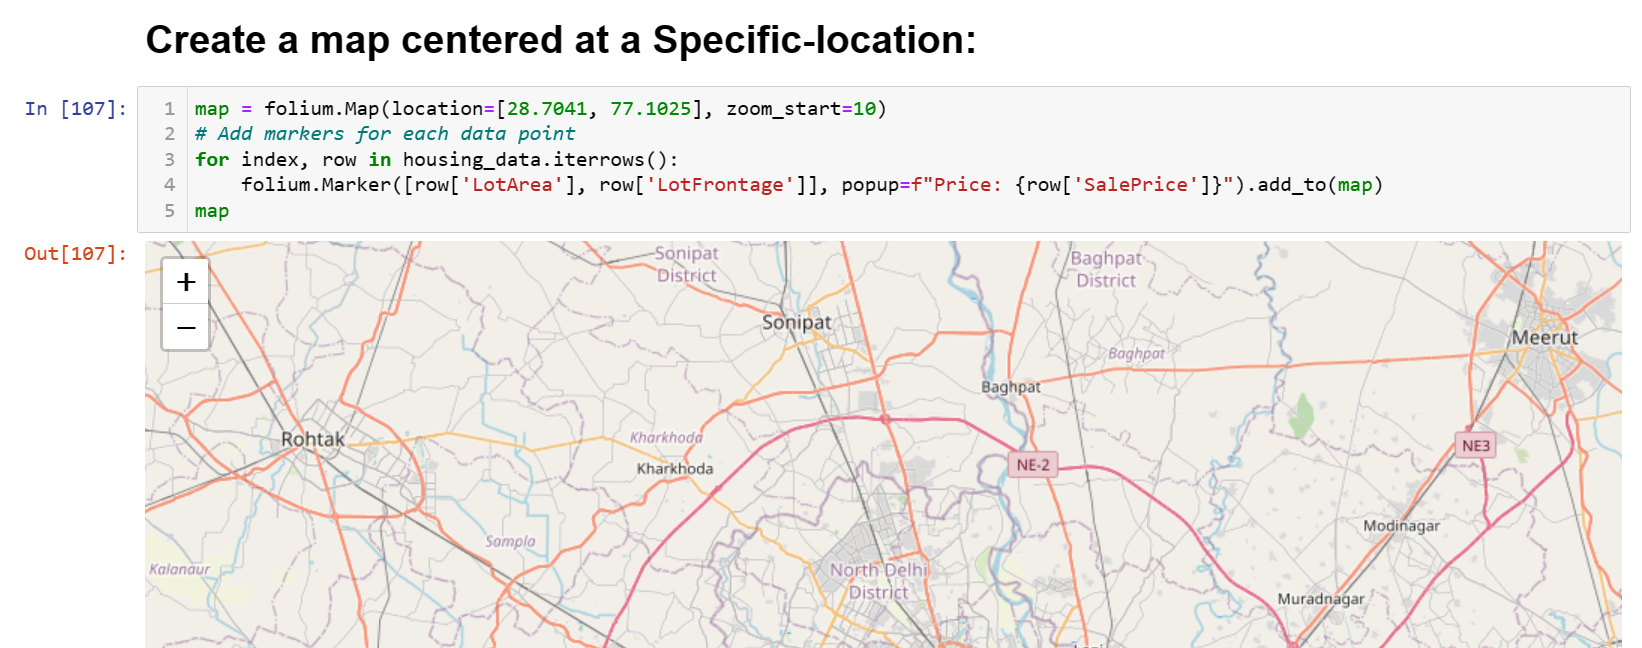 Create a map centered at a Specific-location:
In [107]:
1 map = folium.Map(location=[28.7041, 77.1025], zoom_start=10)
2 # Add markers for each data point
3 for index, row in housing_data.iterrows():
4     folium.Marker([row['LotArea'], row['LotFrontage']], popup=f"Price: {row['SalePrice']}").add_to(map)
5 map
Out[107]:
+
−
Sonipat
District
Baghpat
District
Sonipat
Meerut
Baghpat
Baghpat
Rohtak
Kharkhoda
NE3
Kharkhoda
NE-2
Modinagar
Sampla
Kalanaur
North Delhi
District
Muradnagar